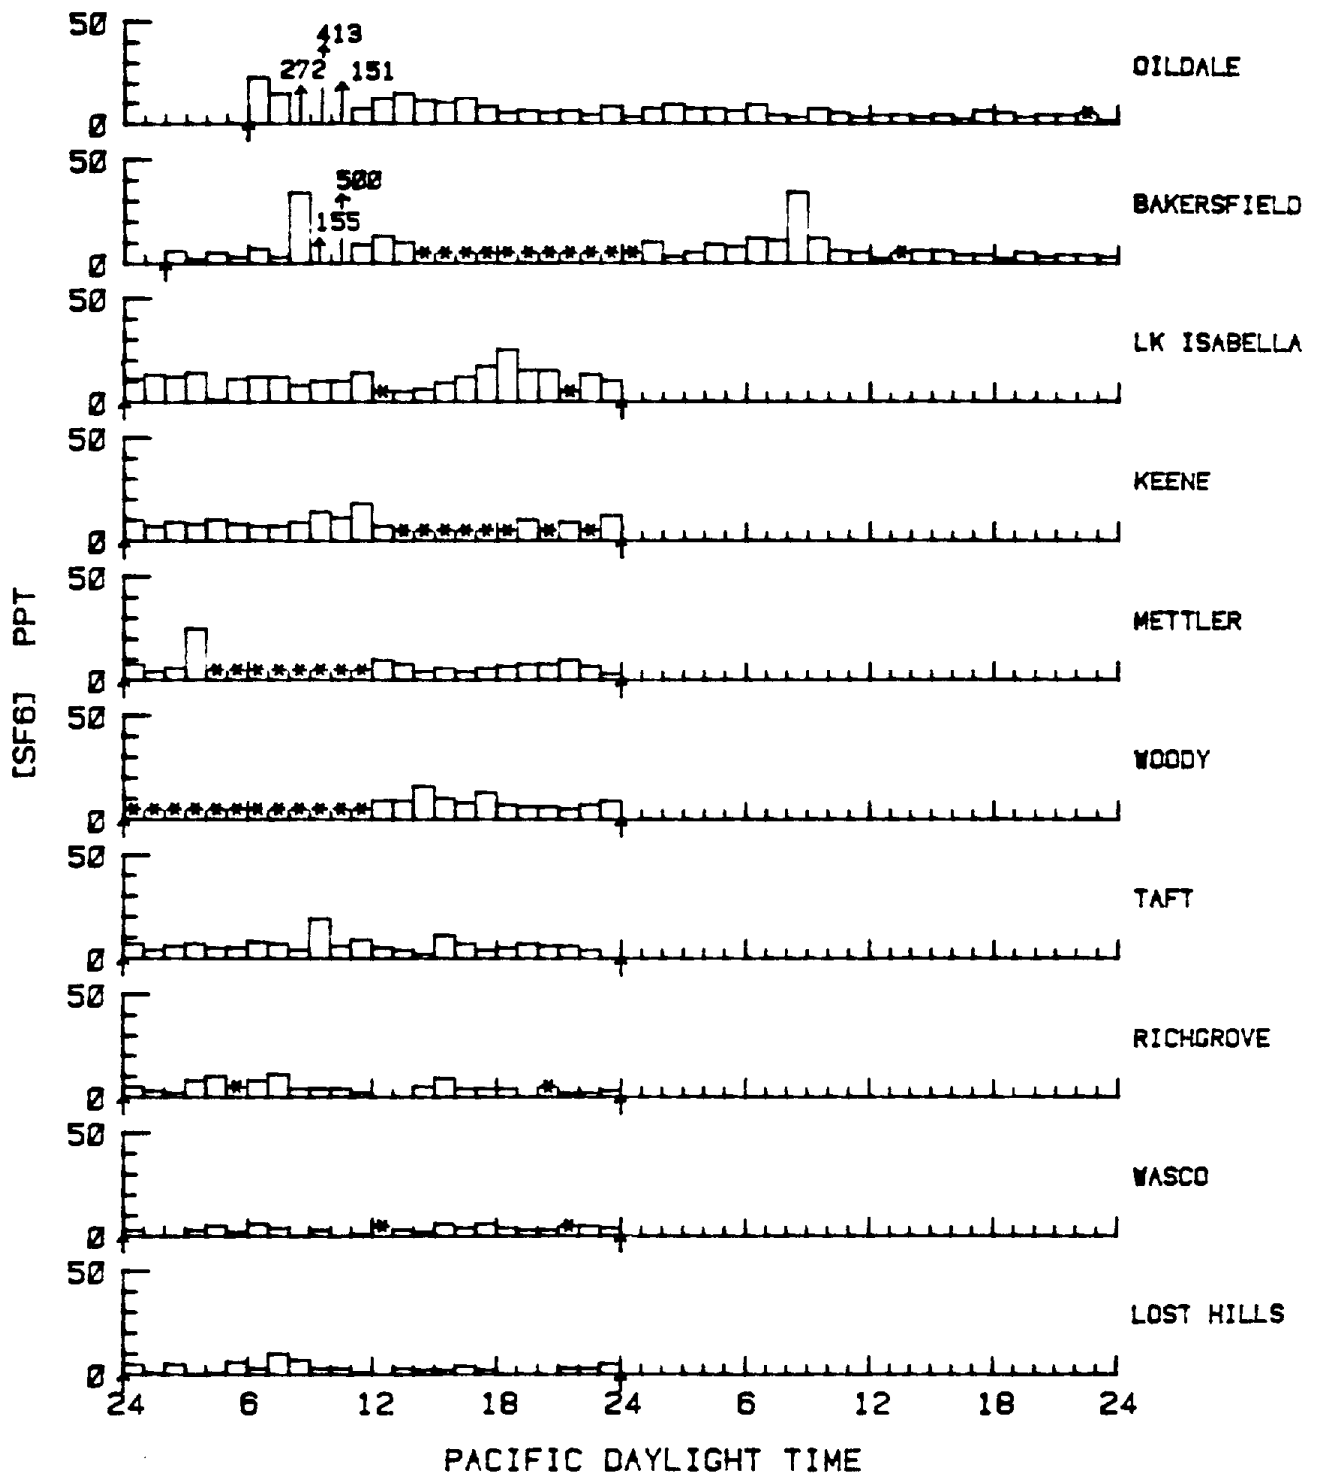 50
413
272
151
OILDALE
0
50
500
155
BAKERSFIELD
0
50
LK ISABELLA
0
50
KEENE
0
50
METTLER
0
[SF6] PPT
50
WOODY
0
50
TAFT
0
50
RICHGROVE
0
50
WASCO
0
50
LOST HILLS
0
24 6 12 18 24 6 12 18 24
PACIFIC DAYLIGHT TIME